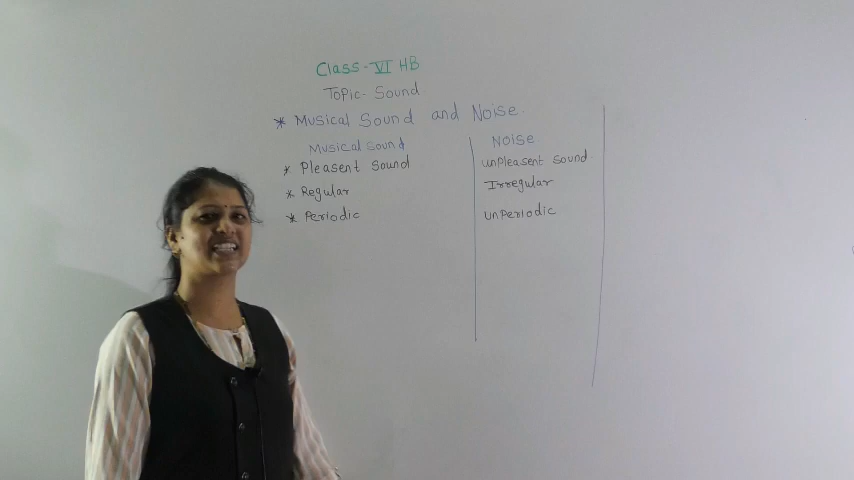 Class - VI HB
Topic - Sound
* Musical Sound and Noise.
Musical Sound
* Pleasent Sound
* Regular
* Periodic
Noise
unpleasent sound
Irregular
unPeriodic